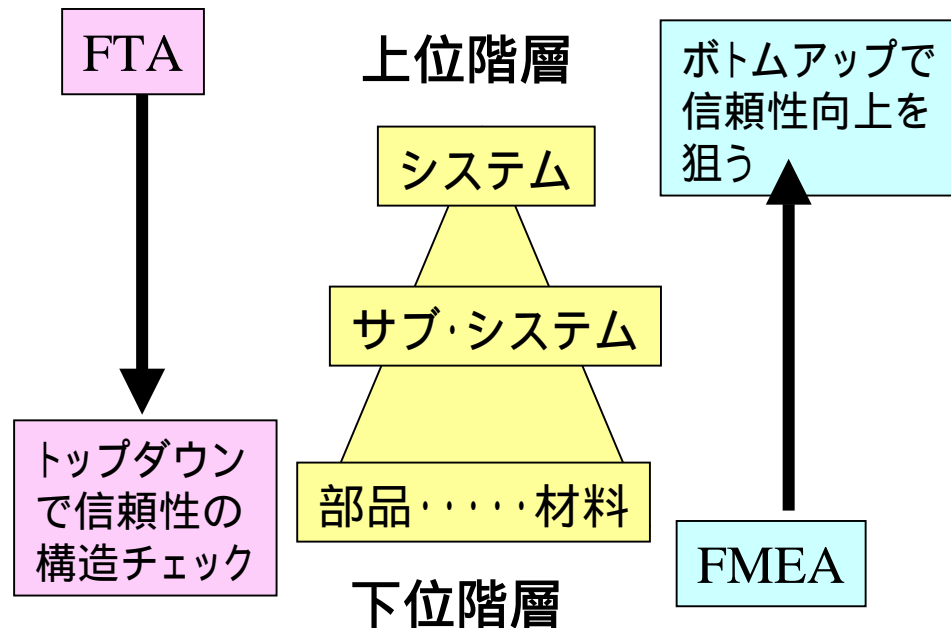 FTA
上位階層
ボトムアップで
信頼性向上を
狙う
システム
サブ・システム
トップダウン
で信頼性の
構造チェック
部品・・・・・材料
FMEA
下位階層